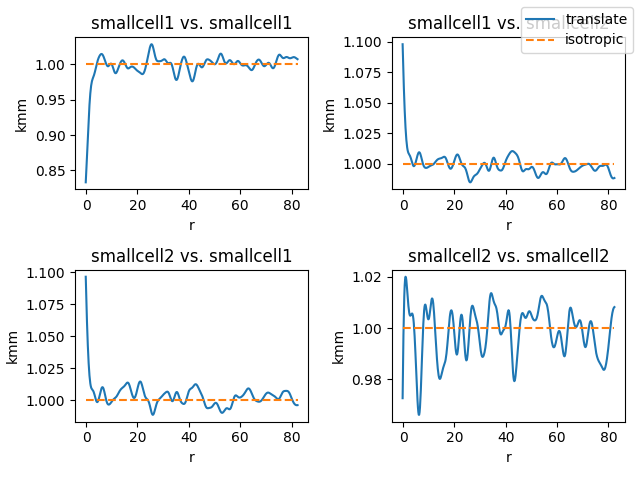 smallcell1 vs. smallcell1
smallcell1 vs. smallcell2
translate
isotropic
kmm
1.00
0.95
0.90
0.85
0
20
40
60
80
r
kmm
1.100
1.075
1.050
1.025
1.000
0
20
40
60
80
r
smallcell2 vs. smallcell1
kmm
1.100
1.075
1.050
1.025
1.000
0
20
40
60
80
r
smallcell2 vs. smallcell2
kmm
1.02
1.00
0.98
0
20
40
60
80
r